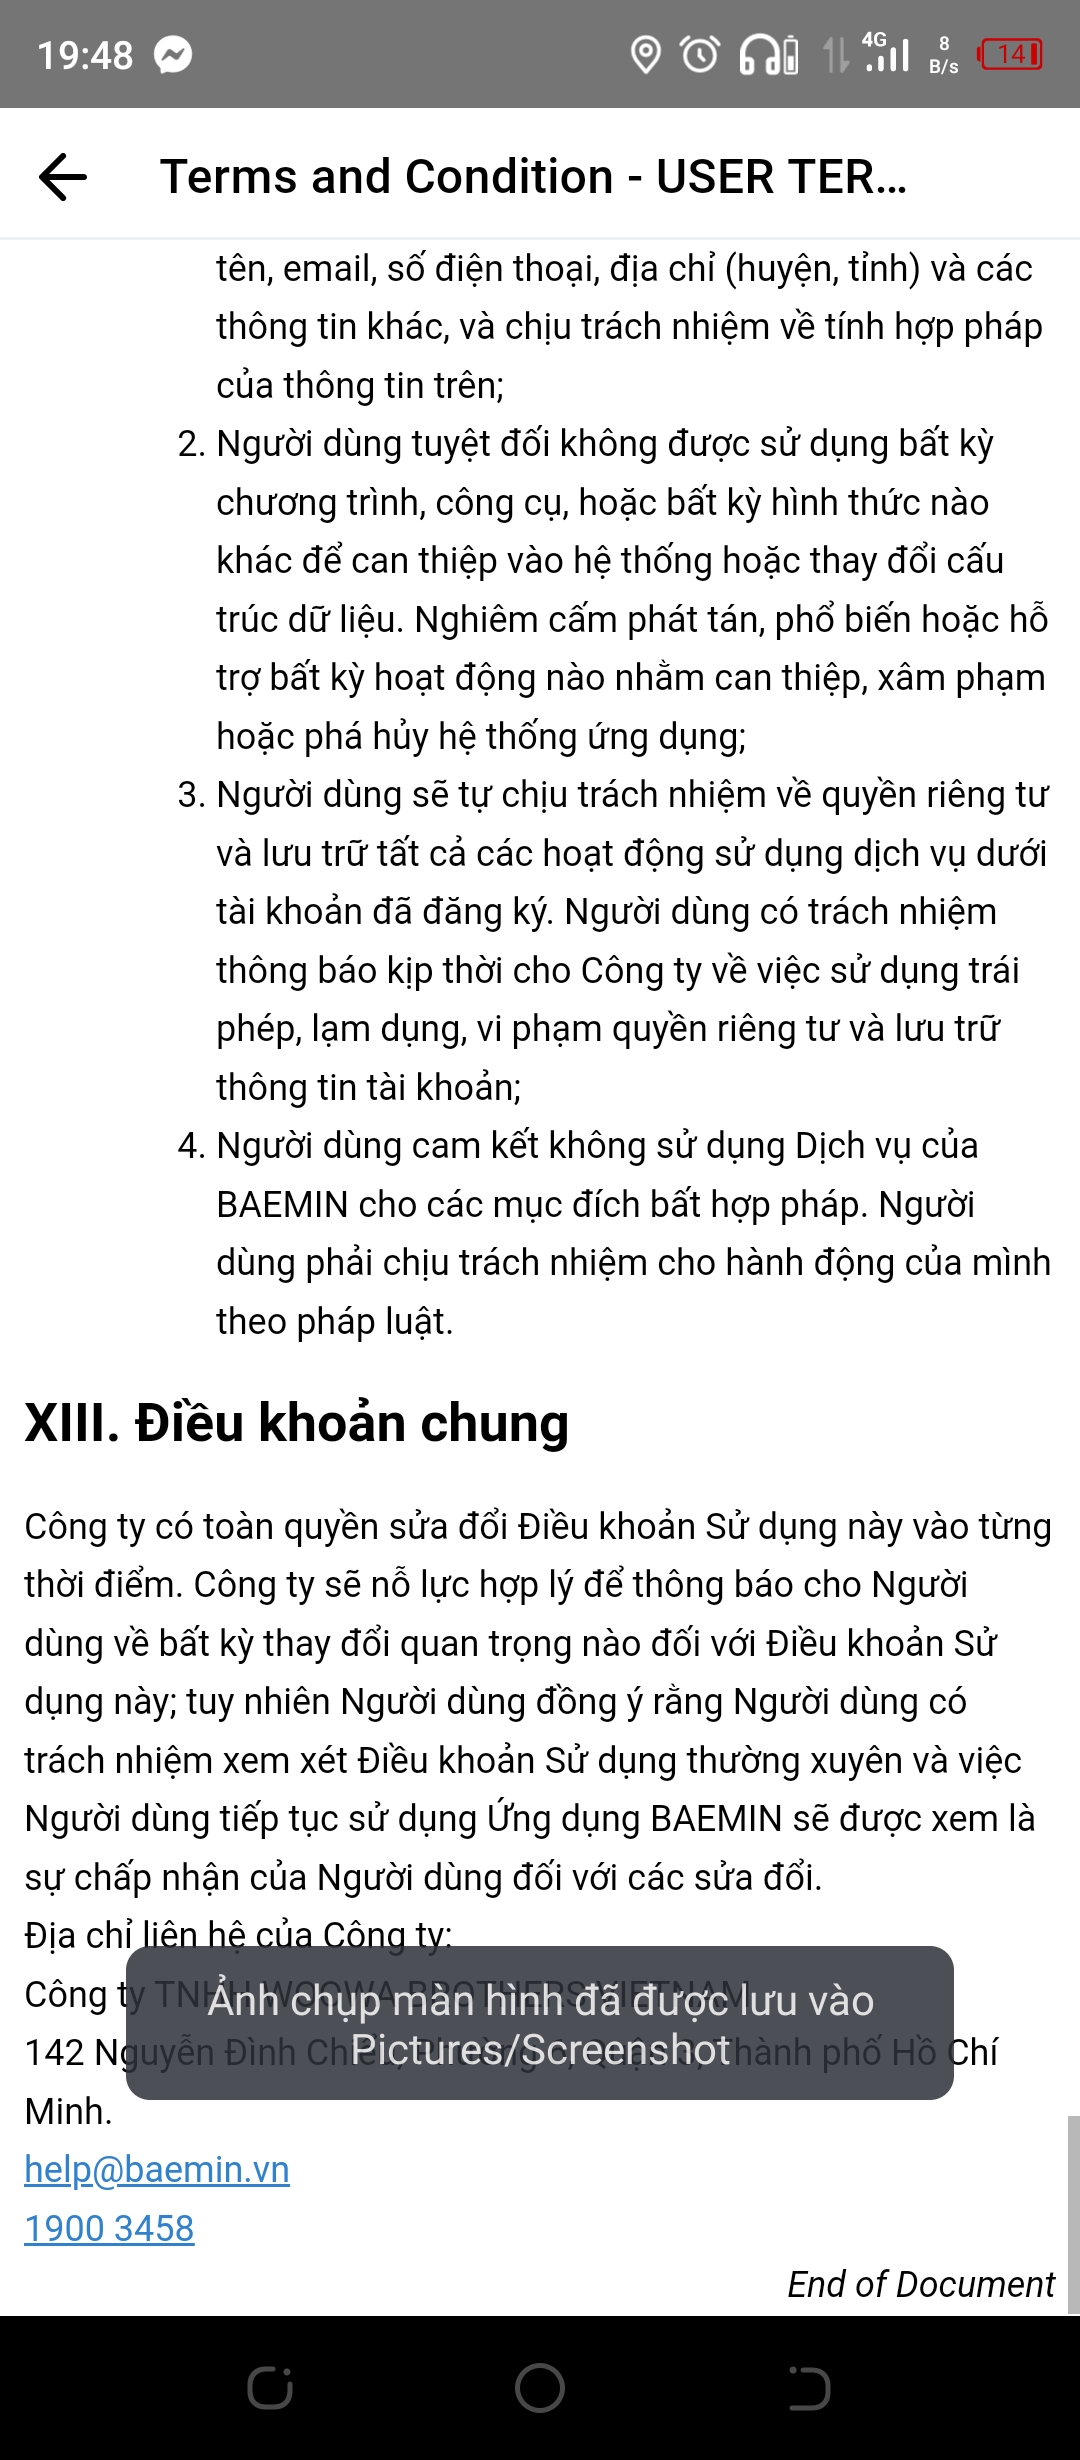 19:48
4G
8
B/s
14
Terms and Condition - USER TER...
tên, email, số điện thoại, địa chỉ (huyện, tỉnh) và các
thông tin khác, và chịu trách nhiệm về tính hợp pháp
của thông tin trên;
2. Người dùng tuyệt đối không được sử dụng bất kỳ
chương trình, công cụ, hoặc bất kỳ hình thức nào
khác để can thiệp vào hệ thống hoặc thay đổi cấu
trúc dữ liệu. Nghiêm cấm phát tán, phổ biến hoặc hỗ
trợ bất kỳ hoạt động nào nhằm can thiệp, xâm phạm
hoặc phá hủy hệ thống ứng dụng;
3. Người dùng sẽ tự chịu trách nhiệm về quyền riêng tư
và lưu trữ tất cả các hoạt động sử dụng dịch vụ dưới
tài khoản đã đăng ký. Người dùng có trách nhiệm
thông báo kịp thời cho Công ty về việc sử dụng trái
phép, lạm dụng, vi phạm quyền riêng tư và lưu trữ
thông tin tài khoản;
4. Người dùng cam kết không sử dụng Dịch vụ của
BAEMIN cho các mục đích bất hợp pháp. Người
dùng phải chịu trách nhiệm cho hành động của mình
theo pháp luật.
XIII. Điều khoản chung
Công ty có toàn quyền sửa đổi Điều khoản Sử dụng này vào từng
thời điểm. Công ty sẽ nỗ lực hợp lý để thông báo cho Người
dùng về bất kỳ thay đổi quan trọng nào đối với Điều khoản Sử
dụng này; tuy nhiên Người dùng đồng ý rằng Người dùng có
trách nhiệm xem xét Điều khoản Sử dụng thường xuyên và việc
Người dùng tiếp tục sử dụng Ứng dụng BAEMIN sẽ được xem là
sự chấp nhận của Người dùng đối với các sửa đổi.
Địa chỉ liên hệ của Công ty:
Công ty TNHH WOOWA BROTHERS VIETNAM
Ảnh chụp màn hình đã được lưu vào
Pictures/Screenshot
142 Nguyễn Đình Chiểu, Thành phố Hồ Chí
Minh.
help@baemin.vn
1900 3458
End of Document